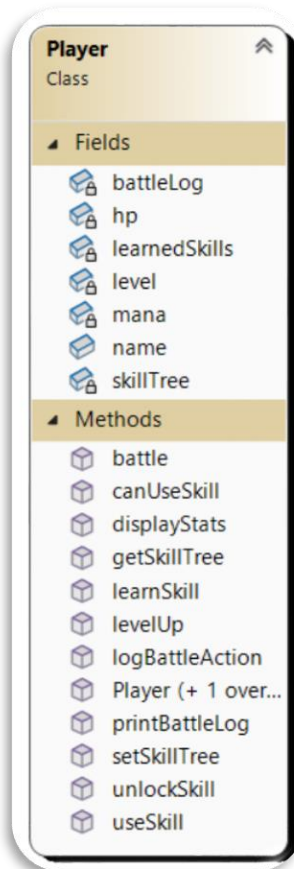 Player
Class
Fields
battleLog
hp
learnedSkills
level
mana
name
skillTree
Methods
battle
canUseSkill
displayStats
getSkillTree
learnSkill
levelUp
logBattleAction
Player (+ 1 over...
printBattleLog
setSkillTree
unlockSkill
useSkill